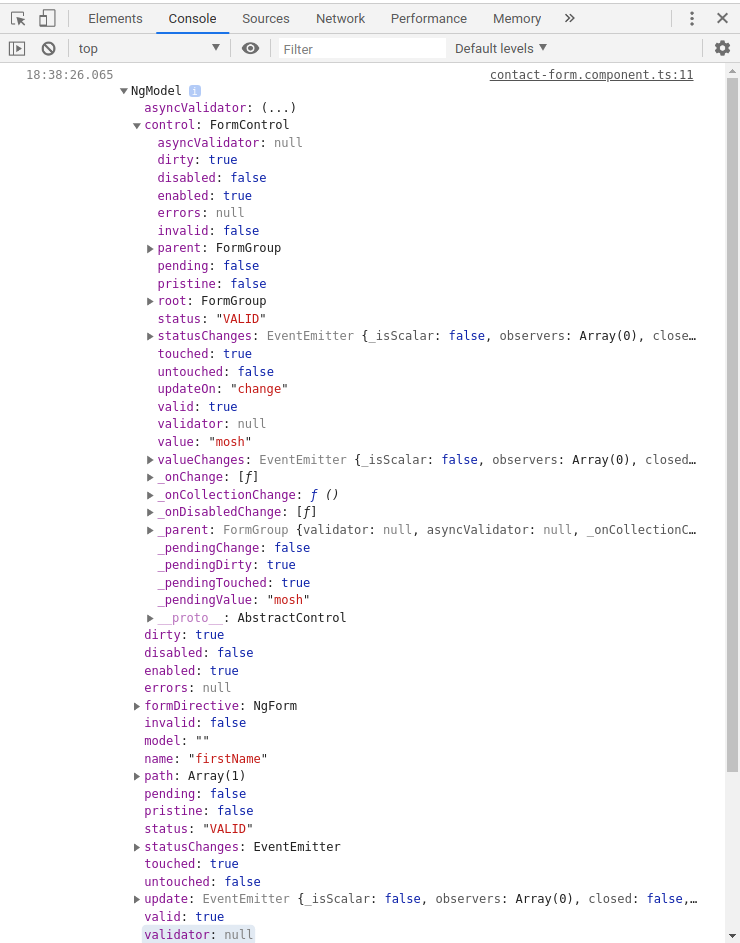 Elements Console Sources Network Performance Memory »
top Filter Default levels
18:38:26.065 contact-form.component.ts:11
NgModel i
asyncValidator: (...)
control: FormControl
asyncValidator: null
dirty: true
disabled: false
enabled: true
errors: null
invalid: false
parent: FormGroup
pending: false
pristine: false
root: FormGroup
status: "VALID"
statusChanges: EventEmitter {_isScalar: false, observers: Array(0), close…
touched: true
untouched: false
updateOn: "change"
valid: true
validator: null
value: "mosh"
valueChanges: EventEmitter {_isScalar: false, observers: Array(0), closed…
_onChange: [ƒ]
_onCollectionChange: ƒ ()
_onDisabledChange: [ƒ]
_parent: FormGroup {validator: null, asyncValidator: null, _onCollectionC…
_pendingChange: false
_pendingDirty: true
_pendingTouched: true
_pendingValue: "mosh"
__proto__: AbstractControl
dirty: true
disabled: false
enabled: true
errors: null
formDirective: NgForm
invalid: false
model: ""
name: "firstName"
path: Array(1)
pending: false
pristine: false
status: "VALID"
statusChanges: EventEmitter
touched: true
untouched: false
update: EventEmitter {_isScalar: false, observers: Array(0), closed: false,…
valid: true
validator: null